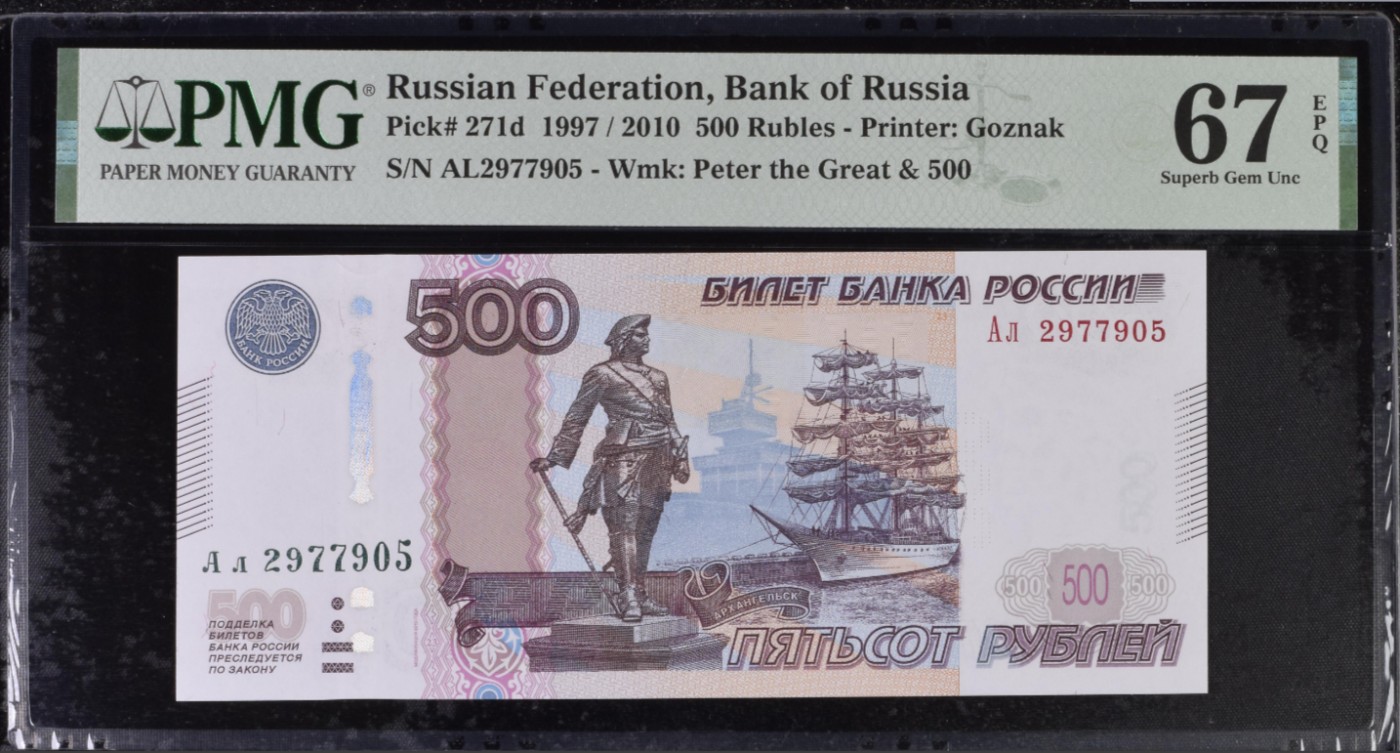 PMG®
PAPER MONEY GUARANTY
Russian Federation, Bank of Russia
Pick# 271d 1997 / 2010 500 Rubles - Printer: Goznak
S/N AL2977905 - Wmk: Peter the Great & 500
67
EPQ
Superb Gem Unc
БАНК РОССИИ
500
БИЛЕТ БАНКА РОССИИ
Ал 2977905
Ал 2977905
500
ПОДДЕЛКА
БИЛЕТОВ
БАНКА РОССИИ
ПРЕСЛЕДУЕТСЯ
ПО ЗАКОНУ
АРХАНГЕЛЬСК
500 500 500
ПЯТЬСОТ РУБЛЕЙ